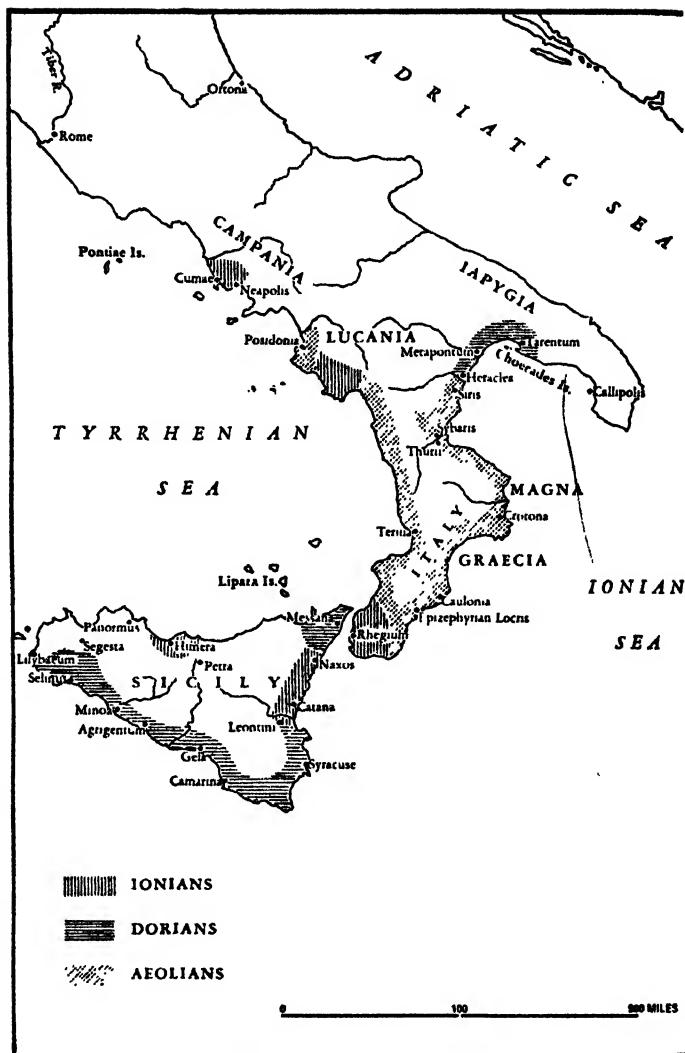 Tiber R.
ADRIATIC SEA
Ortona
Rome
CAMPANIA
Pontiae Is.
IAPYGIA
Cumae
Neapolis
Posidonia
LUCANIA
Metapontum
Tarentum
Choerades Is.
Heraclea
Siris
Callipolis
TYRRHENIAN
SEA
Sybaris
Thurii
MAGNA
Crotona
Terina
ITALY
GRAECIA
Lipara Is.
IONIAN
SEA
Caulonia
Epizephyrian Locris
Messana
Rhegium
Panormus
Segesta
Himera
Lilybaeum
Petra
Naxos
Selinus
SICILY
Minoa
Catana
Agrigentum
Leontini
Gela
Syracuse
Camarina
IONIANS
DORIANS
AEOLIANS
0 100 200 MILES